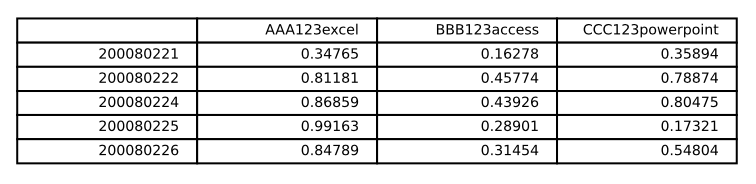 AAA123excel BBB123access CCC123powerpoint
200080221 0.34765 0.16278 0.35894
200080222 0.81181 0.45774 0.78874
200080224 0.86859 0.43926 0.80475
200080225 0.99163 0.28901 0.17321
200080226 0.84789 0.31454 0.54804